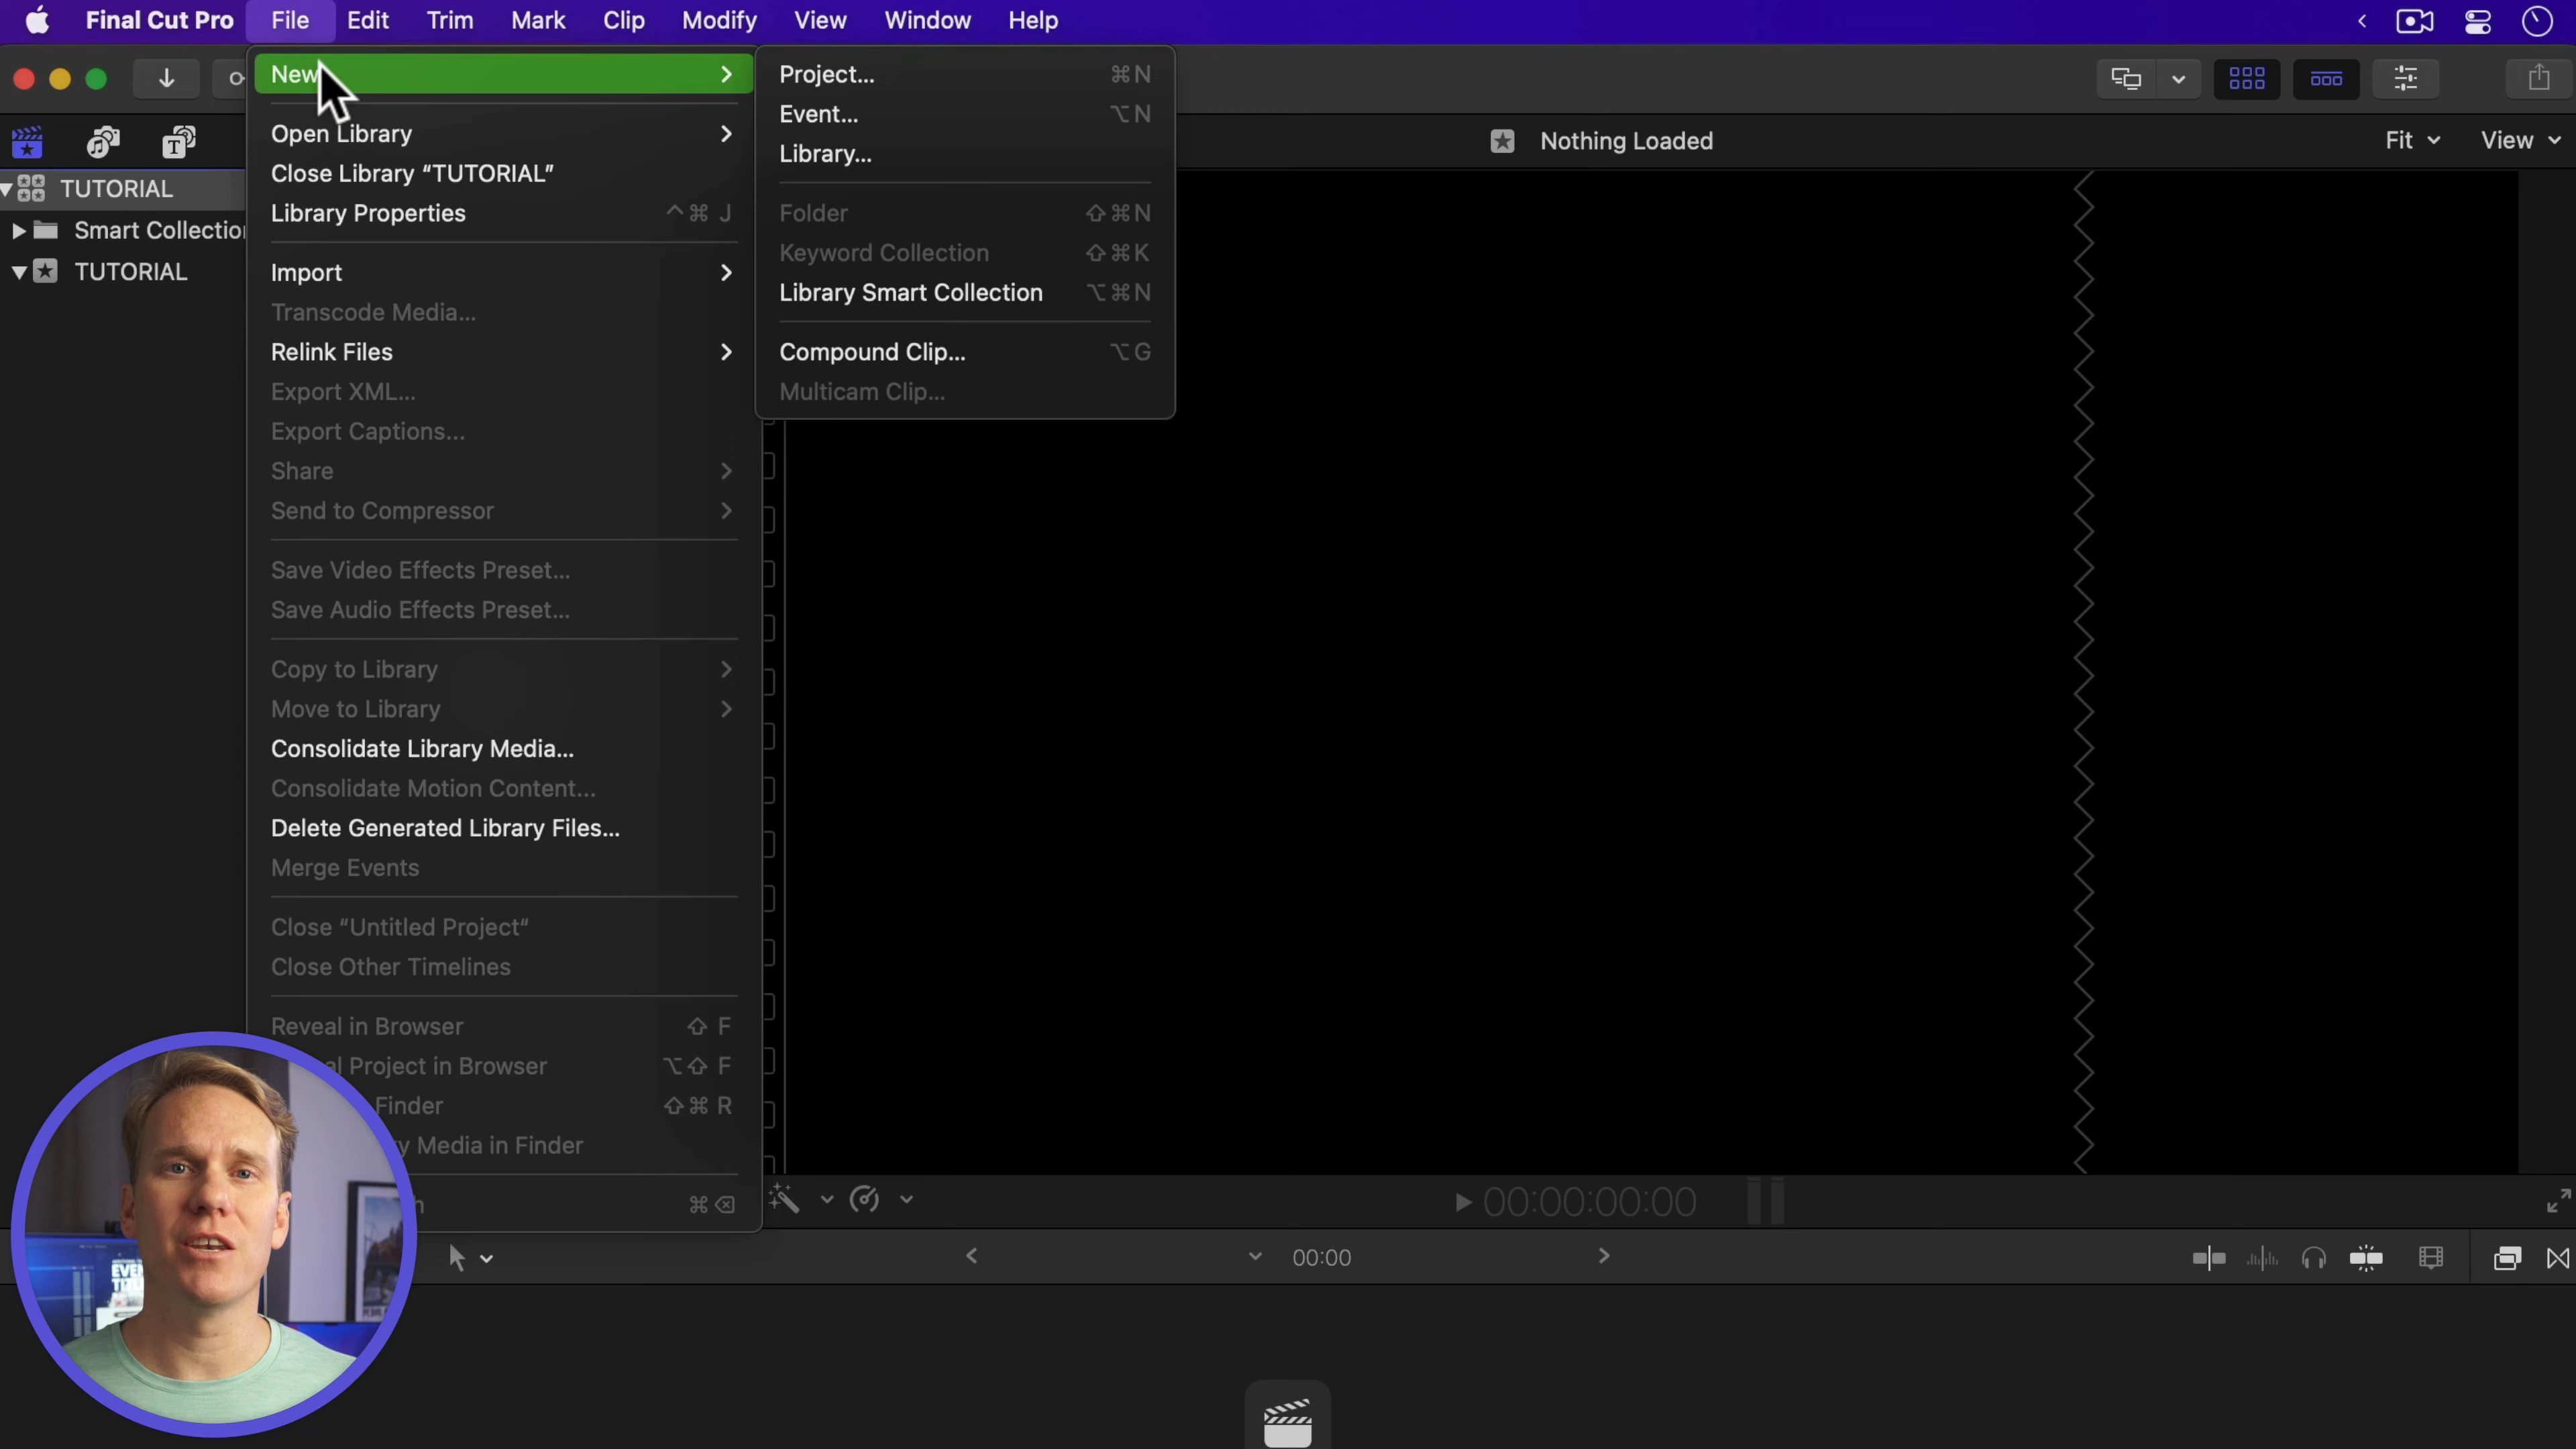 Final Cut Pro File Edit Trim Mark Clip Modify View Window Help
New
Open Library
Close Library “TUTORIAL”
Library Properties ^⌘ J
Import
Transcode Media...
Relink Files
Export XML...
Export Captions...
Share
Send to Compressor
Save Video Effects Preset...
Save Audio Effects Preset...
Copy to Library
Move to Library
Consolidate Library Media...
Consolidate Motion Content...
Delete Generated Library Files...
Merge Events
Close “Untitled Project“
Close Other Timelines
Reveal in Browser ⇧ F
Project in Browser ⌥⇧ F
Finder ⇧⌘ R
Media in Finder
⌘⌫
Project... ⌘N
Event... ⌥N
Library...
Folder ⇧⌘N
Keyword Collection ⇧⌘K
Library Smart Collection ⌥⌘N
Compound Clip... ⌥G
Multicam Clip...
TUTORIAL
Smart Collection
TUTORIAL
Nothing Loaded
Fit View
00:00:00:00
00:00